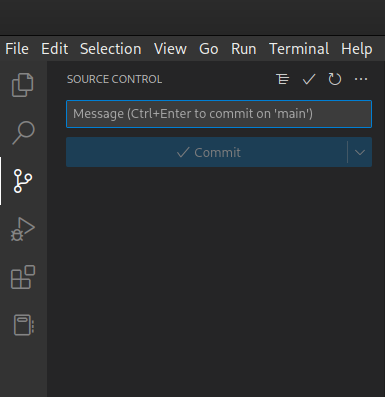 File Edit Selection View Go Run Terminal Help
SOURCE CONTROL
Message (Ctrl+Enter to commit on 'main')
Commit